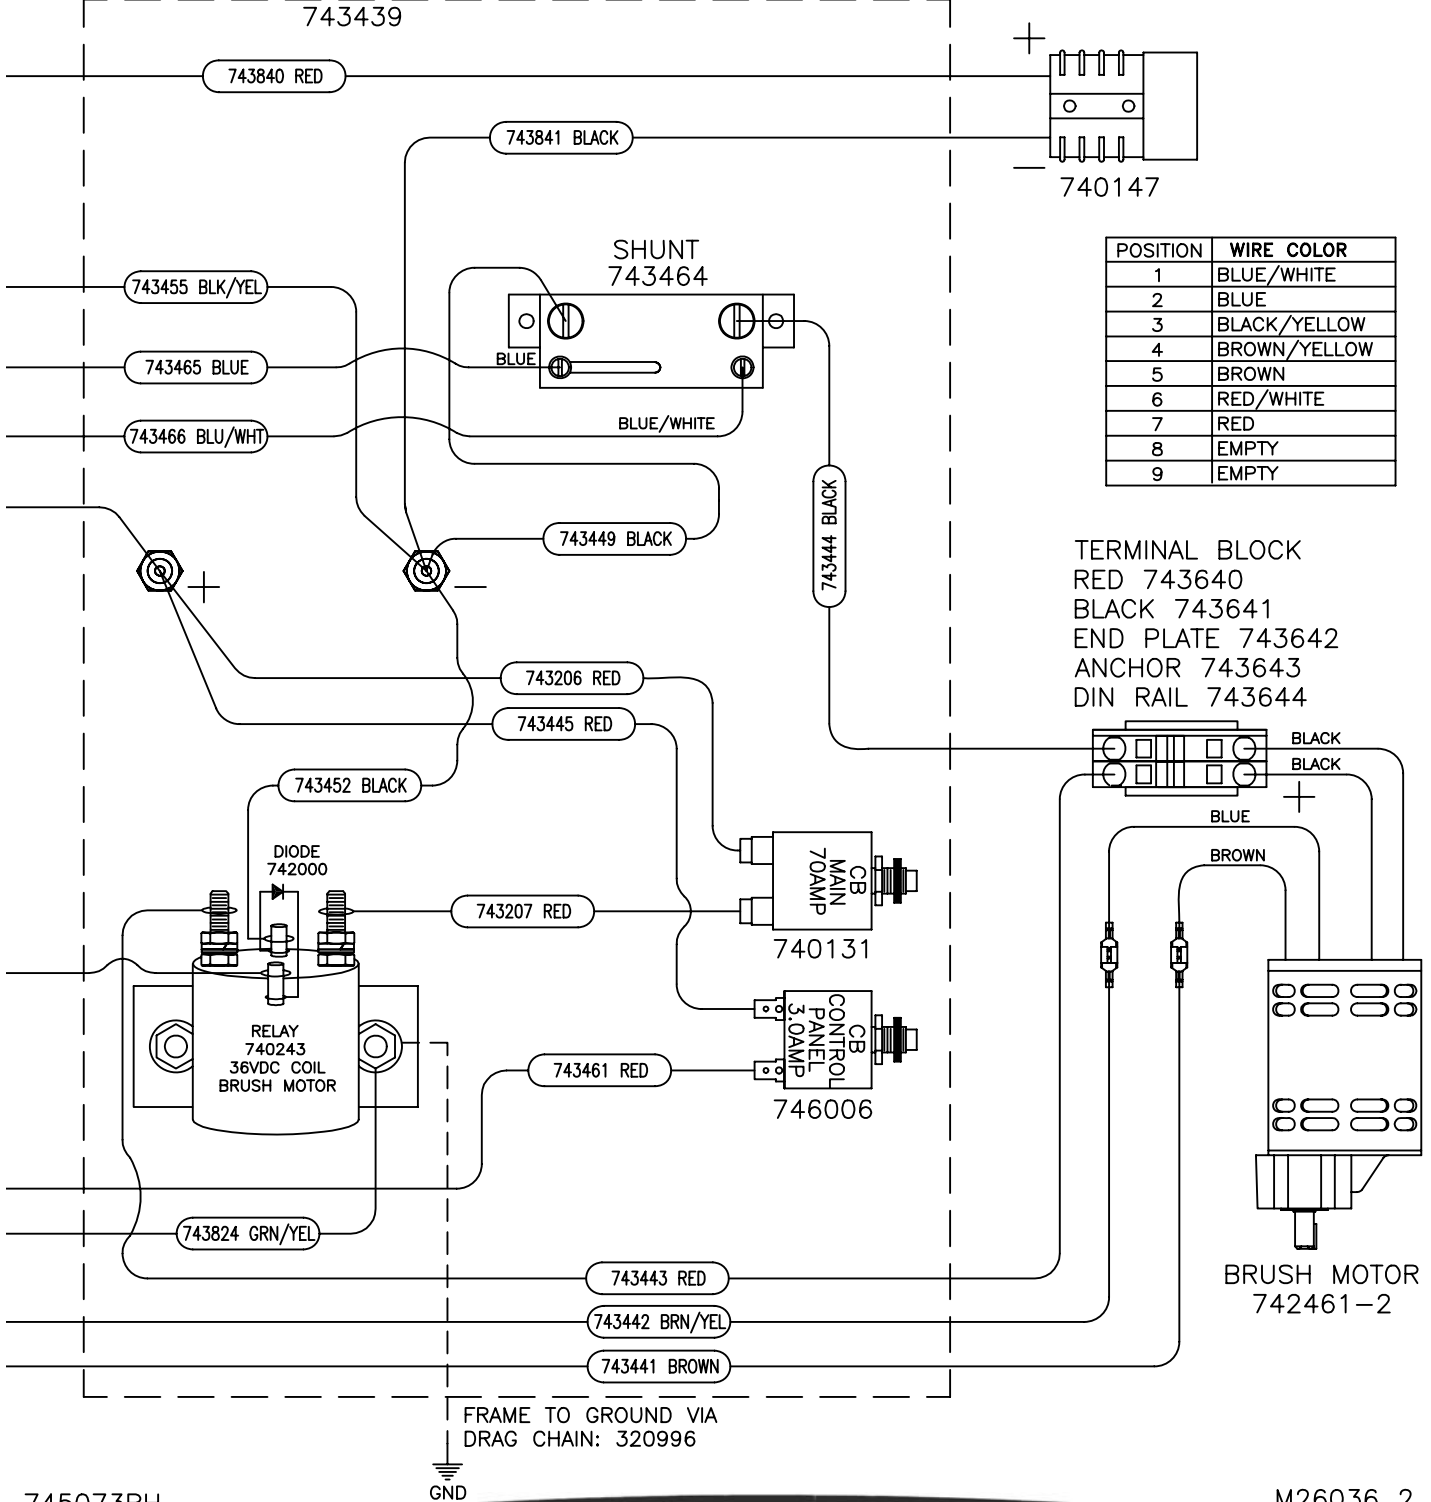 743439
743840 RED
+
743841 BLACK
−
740147
SHUNT
743464
POSITION WIRE COLOR
1 BLUE/WHITE
2 BLUE
3 BLACK/YELLOW
4 BROWN/YELLOW
5 BROWN
6 RED/WHITE
7 RED
8 EMPTY
9 EMPTY
743455 BLK/YEL
743465 BLUE
BLUE
743466 BLU/WHT
BLUE/WHITE
743444 BLACK
743449 BLACK
+
−
TERMINAL BLOCK
RED 743640
BLACK 743641
END PLATE 743642
ANCHOR 743643
DIN RAIL 743644
743206 RED
743445 RED
BLACK
BLACK
+
743452 BLACK
BLUE
BROWN
DIODE
742000
CB
MAIN
70AMP
743207 RED
740131
RELAY
740243
36VDC COIL
BRUSH MOTOR
CB
CONTROL
PANEL
3.0AMP
743461 RED
746006
743824 GRN/YEL
743443 RED
BRUSH MOTOR
742461-2
743442 BRN/YEL
743441 BROWN
FRAME TO GROUND VIA
DRAG CHAIN: 320996
GND